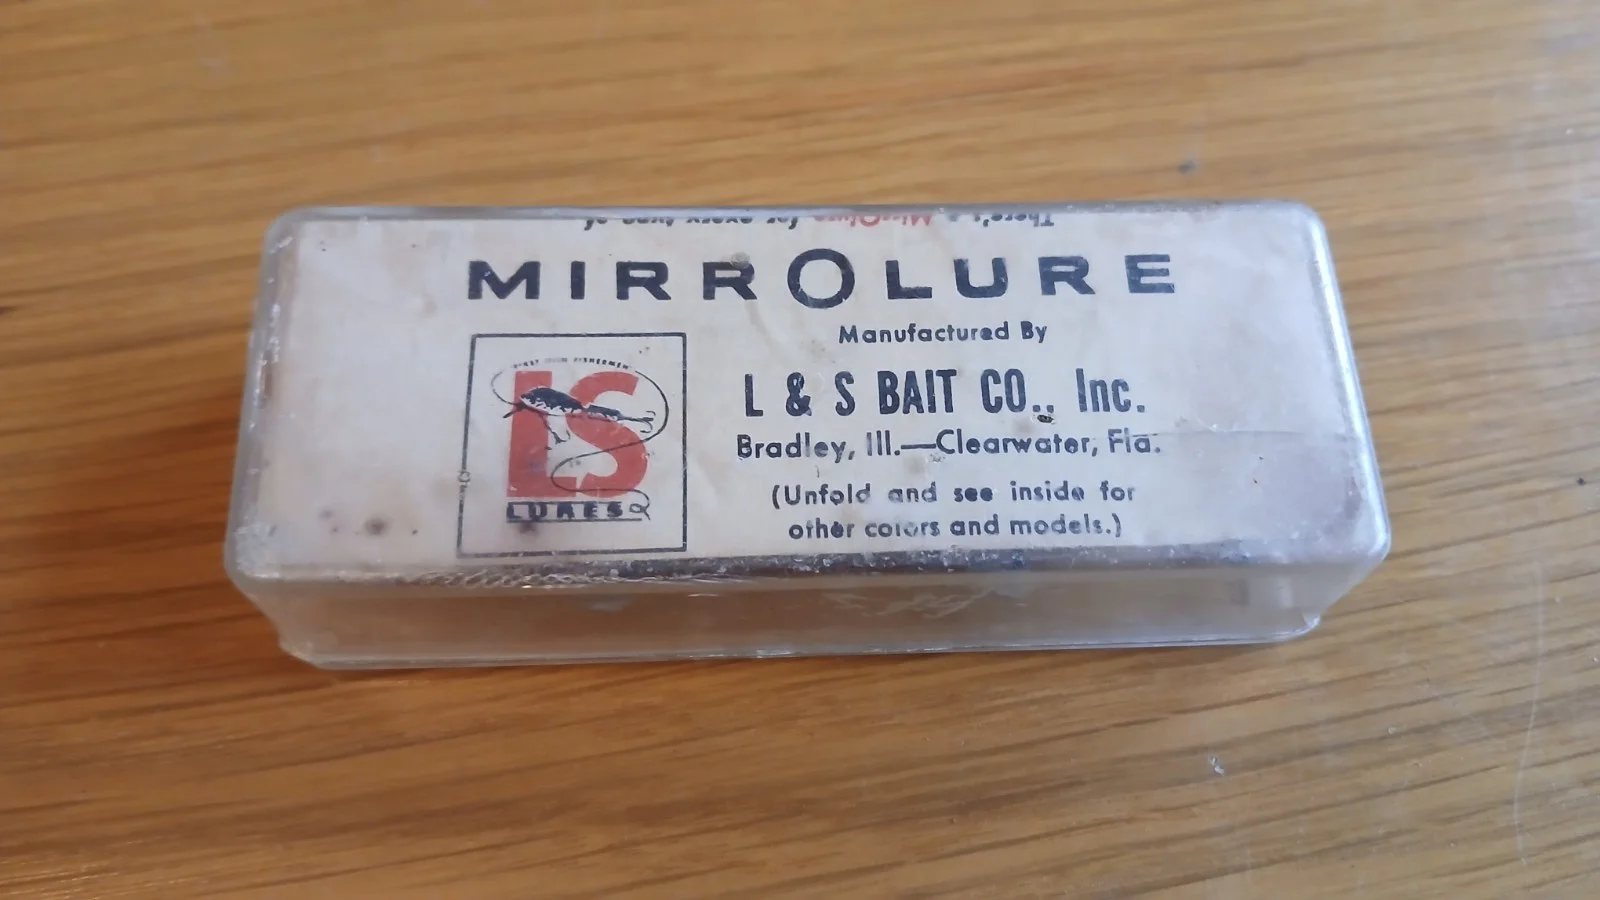 There's a MirrOlure for every type of
MIRROLURE
Manufactured By
L & S BAIT CO., Inc.
Bradley, Ill.—Clearwater, Fla.
(Unfold and see inside for
other colors and models.)
FISHERMEN
LS
LURES